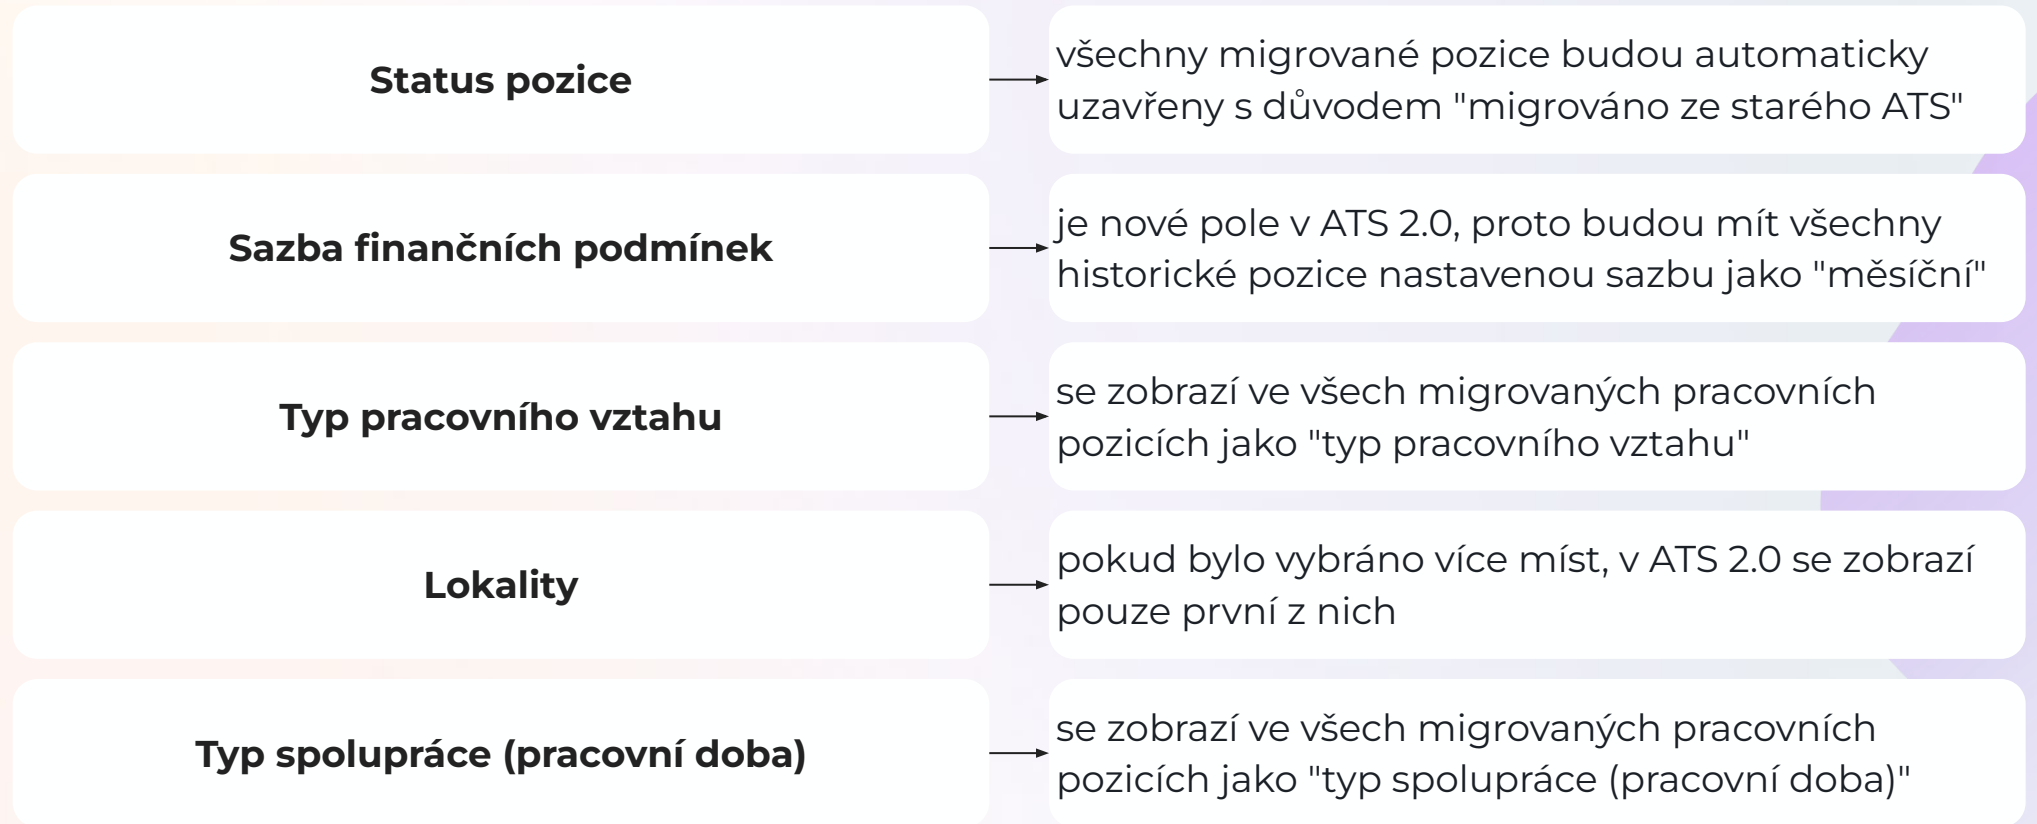 Status pozice
všechny migrované pozice budou automaticky
uzavřeny s důvodem "migrováno ze starého ATS"
Sazba finančních podmínek
je nové pole v ATS 2.0, proto budou mít všechny
historické pozice nastavenou sazbu jako "měsíční"
Typ pracovního vztahu
se zobrazí ve všech migrovaných pracovních
pozicích jako "typ pracovního vztahu"
Lokality
pokud bylo vybráno více míst, v ATS 2.0 se zobrazí
pouze první z nich
Typ spolupráce (pracovní doba)
se zobrazí ve všech migrovaných pracovních
pozicích jako "typ spolupráce (pracovní doba)"